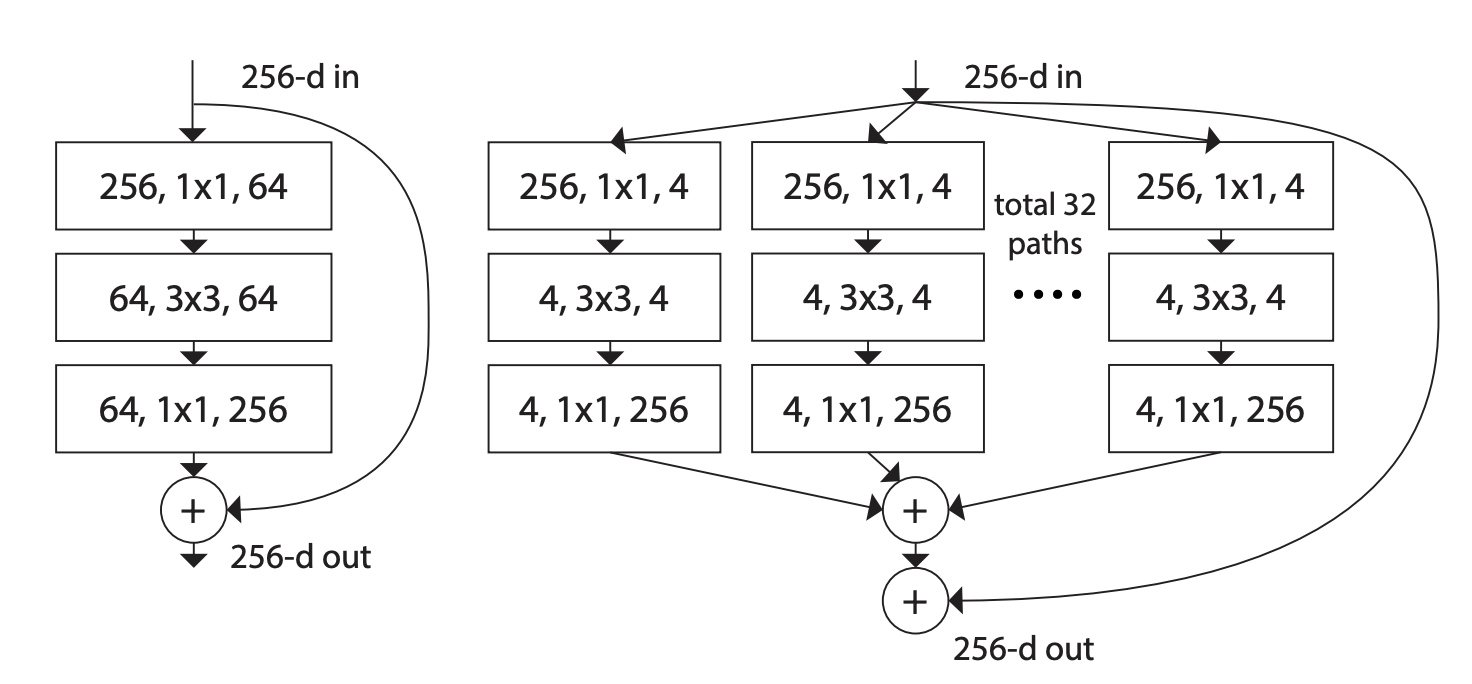 256-d in
256, 1x1, 64
64, 3x3, 64
64, 1x1, 256
+
256-d out
256-d in
256, 1x1, 4
256, 1x1, 4
total 32
paths
256, 1x1, 4
4, 3x3, 4
4, 3x3, 4
....
4, 3x3, 4
4, 1x1, 256
4, 1x1, 256
4, 1x1, 256
+
+
256-d out